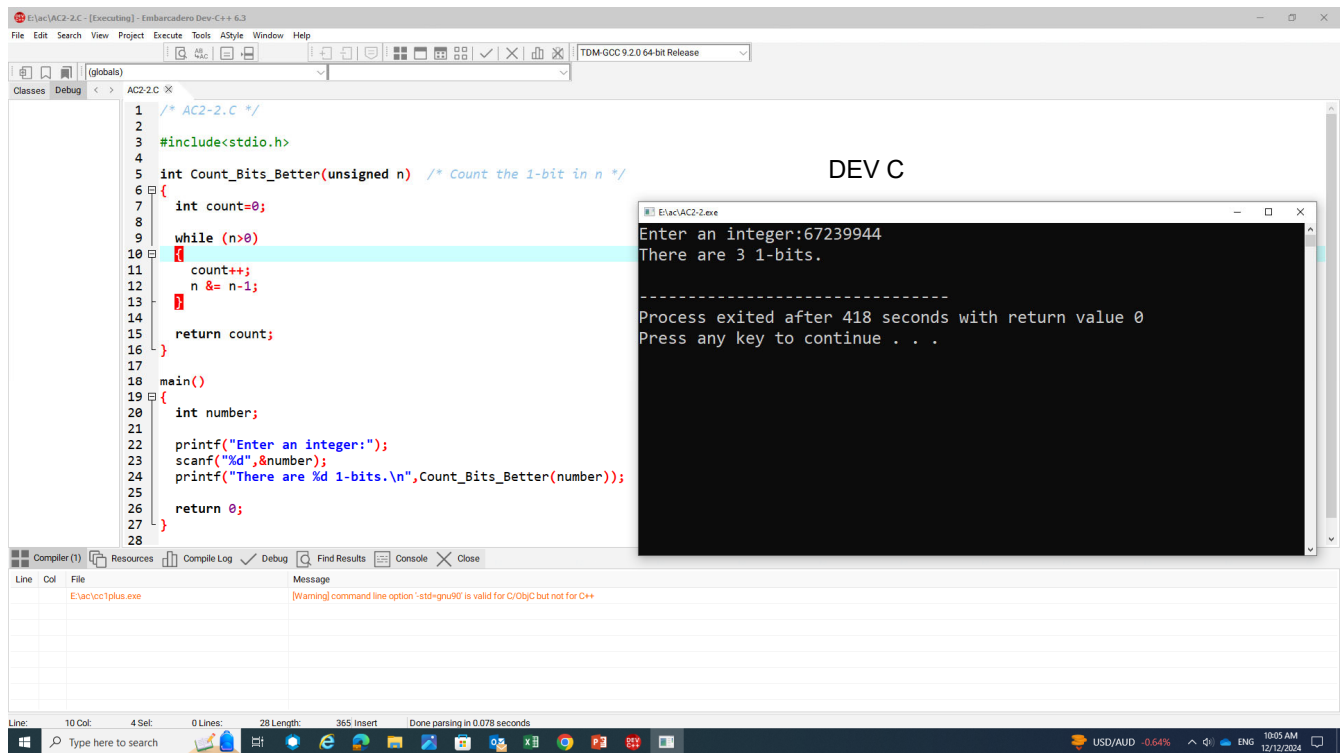 E:\ac\AC2-2.C - [Executing] - Embarcadero Dev-C++ 6.3
File Edit Search View Project Execute Tools AStyle Window Help
TDM-GCC 9.2.0 64-bit Release
(globals)
Classes Debug < > AC2-2.C
1 /* AC2-2.C */
2
3 #include<stdio.h>
4
5 int Count_Bits_Better(unsigned n) /* Count the 1-bit in n */
6 {
7 int count=0;
8
9 while (n>0)
10 {
11 count++;
12 n &= n-1;
13 }
14
15 return count;
16 }
17
18 main()
19 {
20 int number;
21
22 printf("Enter an integer:");
23 scanf("%d",&number);
24 printf("There are %d 1-bits.\n",Count_Bits_Better(number));
25
26 return 0;
27 }
28
DEV C
E:\ac\AC2-2.exe
Enter an integer:67239944
There are 3 1-bits.
--------------------------------
Process exited after 418 seconds with return value 0
Press any key to continue . . .
Compiler (1) Resources Compile Log Debug Find Results Console Close
Line Col File Message
E:\ac\cc1plus.exe [Warning] command line option '-std=gnu90' is valid for C/ObjC but not for C++
Line: 10 Col: 4 Sel: 0 Lines: 28 Length: 365 Insert Done parsing in 0.078 seconds
Type here to search
USD/AUD -0.64% ENG 10:05 AM
12/12/2024